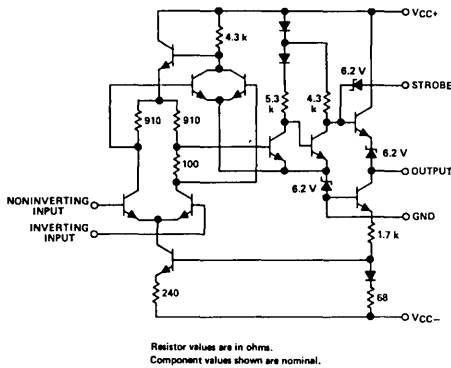 VCC+
4.3 k
6.2 V
STROBE
5.3
k
4.3
k
910
910
6.2 V
100
6.2 V
OUTPUT
NONINVERTING
INPUT
GND
INVERTING
INPUT
1.7 k
240
68
VCC-
Resistor values are in ohms.
Component values shown are nominal.